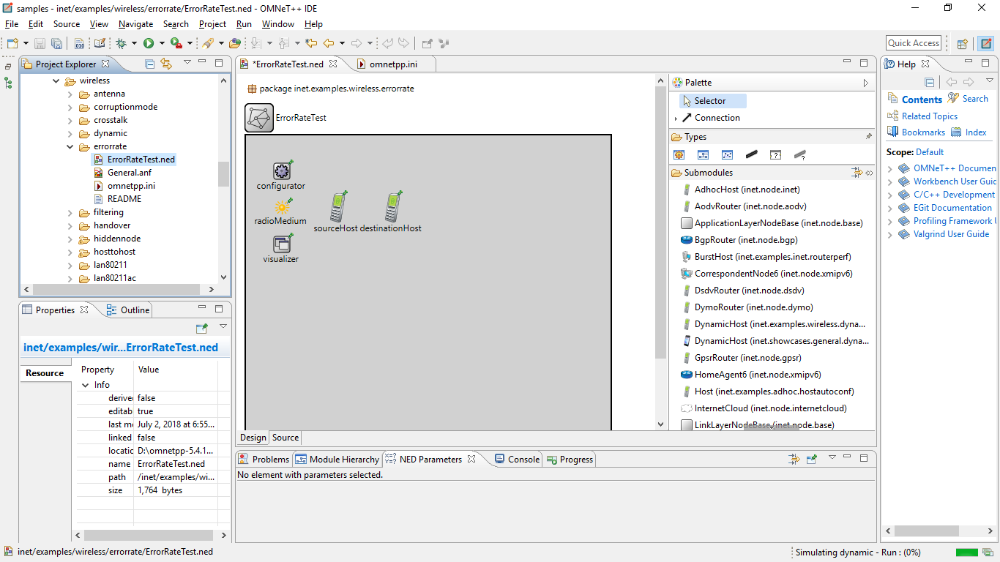 samples - inet/examples/wireless/errorrate/ErrorRateTest.ned - OMNeT++ IDE
File Edit Source View Navigate Search Project Run Window Help
Quick Access
Project Explorer
wireless
antenna
corruptionmode
crosstalk
dynamic
errorrate
ErrorRateTest.ned
General.anf
omnetpp.ini
README
filtering
handover
hiddennode
hosttohost
lan80211
lan80211ac
Properties Outline
inet/examples/wir...ErrorRateTest.ned
Resource
Property Value
Info
derived false
editab true
last mo July 2, 2018 at 6:55...
linked false
locatio D:\omnetpp-5.4.1...
name ErrorRateTest.ned
path /inet/examples/wi...
size 1,764 bytes
*ErrorRateTest.ned omnetpp.ini
package inet.examples.wireless.errorrate
ErrorRateTest
configurator
radioMedium
sourceHost destinationHost
visualizer
Design Source
Palette
Selector
Connection
Types
Submodules
AdhocHost (inet.node.inet)
AodvRouter (inet.node.aodv)
ApplicationLayerNodeBase (inet.node.base)
BgpRouter (inet.node.bgp)
BurstHost (inet.examples.inet.routerperf)
CorrespondentNode6 (inet.node.xmipv6)
DsdvRouter (inet.node.dsdv)
DymoRouter (inet.node.dymo)
DynamicHost (inet.examples.wireless.dyna...
DynamicHost (inet.showcases.general.dyna...
GpsrRouter (inet.node.gpsr)
HomeAgent6 (inet.node.xmipv6)
Host (inet.examples.adhoc.hostautoconf)
InternetCloud (inet.node.internetcloud)
LinkLayerNodeBase (inet.node.base)
Problems Module Hierarchy NED Parameters Console Progress
No element with parameters selected.
Help
Contents Search
Related Topics
Bookmarks Index
Scope: Default
OMNeT++ Documen
Workbench User Guid
C/C++ Development
EGit Documentation
Profiling Framework U
Valgrind User Guide
inet/examples/wireless/errorrate/ErrorRateTest.ned
Simulating dynamic - Run : (0%)